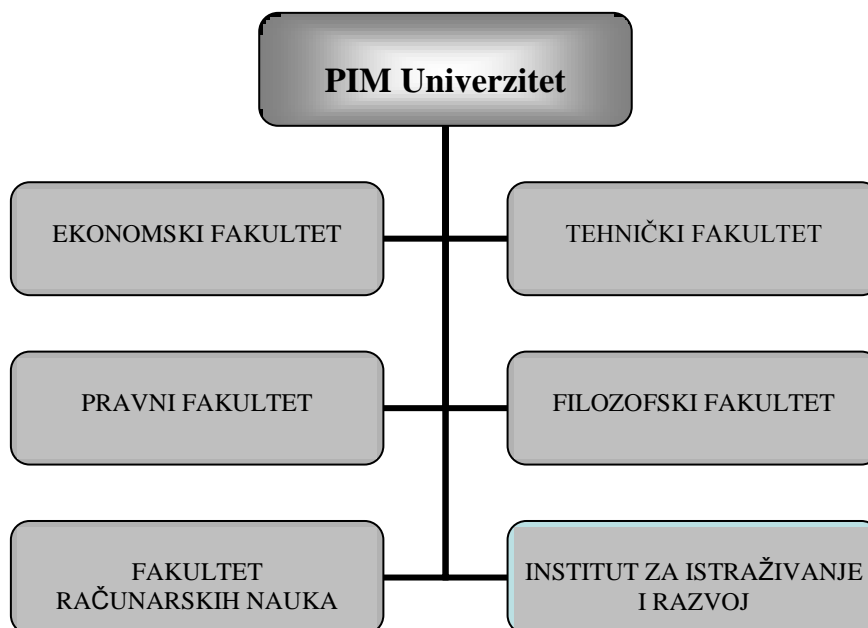 PIM Univerzitet
EKONOMSKI FAKULTET
TEHNIČKI FAKULTET
PRAVNI FAKULTET
FILOZOFSKI FAKULTET
FAKULTET
RAČUNARSKIH NAUKA
INSTITUT ZA ISTRAŽIVANJE
I RAZVOJ